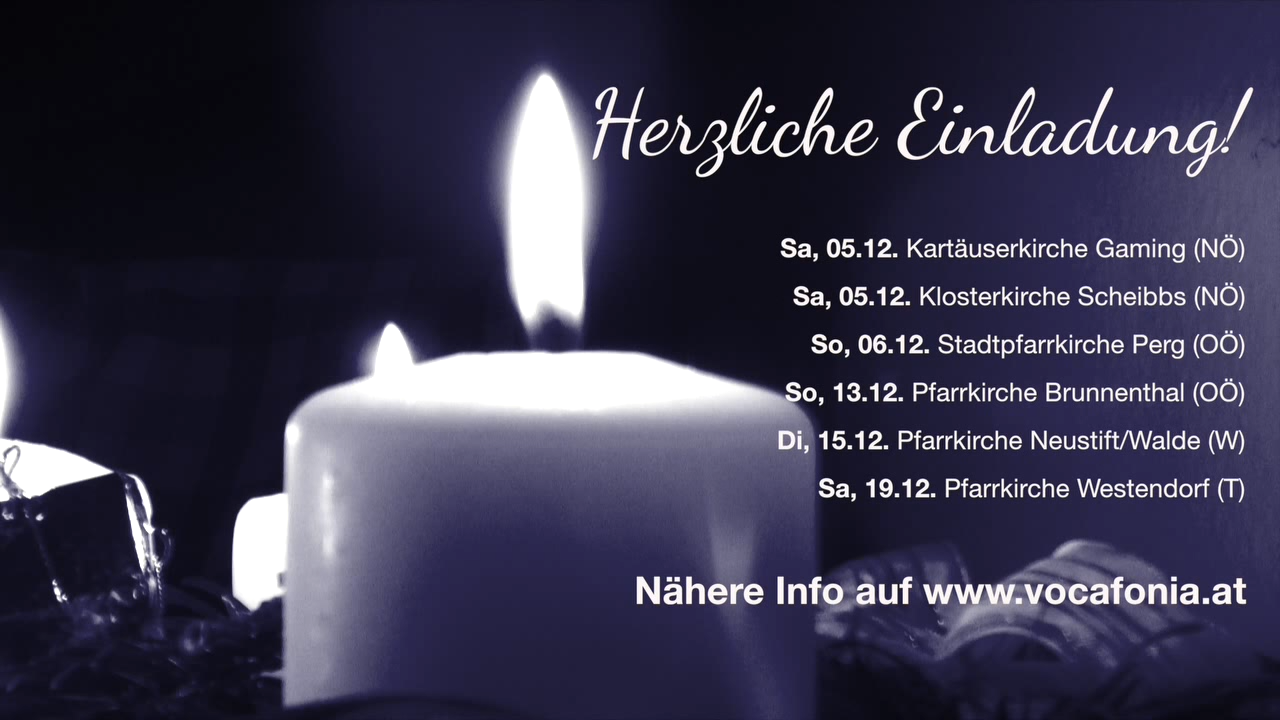 Herzliche Einladung!
Sa, 05.12. Kartäuserkirche Gaming (NÖ)
Sa, 05.12. Klosterkirche Scheibbs (NÖ)
So, 06.12. Stadtpfarrkirche Perg (OÖ)
So, 13.12. Pfarrkirche Brunnenthal (OÖ)
Di, 15.12. Pfarrkirche Neustift/Walde (W)
Sa, 19.12. Pfarrkirche Westendorf (T)
Nähere Info auf www.vocafonia.at